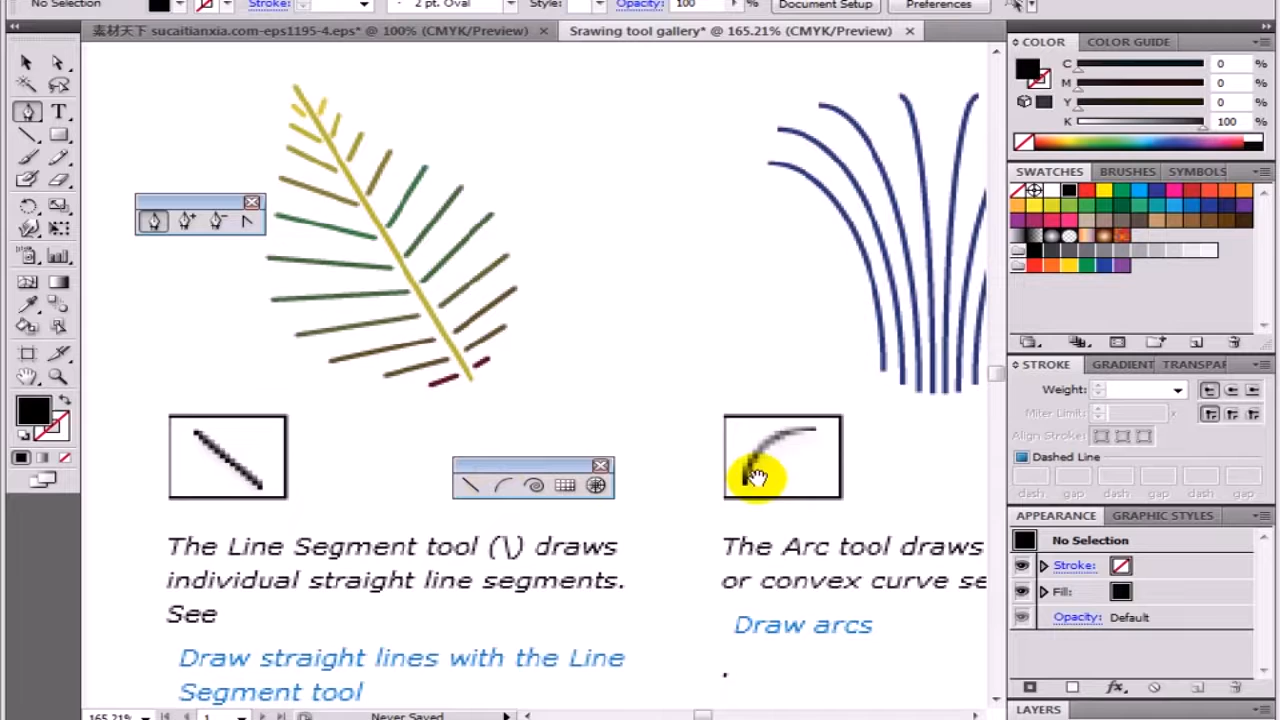 No Selection
Stroke:
2 pt. Oval
Style:
Opacity:
100
%
Document Setup
Preferences
素材天下 sucaitianxia.com-eps1195-4.eps* @ 100% (CMYK/Preview)
Srawing tool gallery* @ 165.21% (CMYK/Preview)
COLOR
COLOR GUIDE
C
0
%
M
0
%
Y
0
%
K
100
%
SWATCHES
BRUSHES
SYMBOLS
STROKE
GRADIENT
TRANSPAR
Weight:
Miter Limit:
x
Align Stroke:
Dashed Line
dash
gap
dash
gap
dash
gap
APPEARANCE
GRAPHIC STYLES
No Selection
Stroke:
Fill:
Opacity: Default
LAYERS
The Line Segment tool (\) draws
individual straight line segments.
See
Draw straight lines with the Line
Segment tool
The Arc tool draws
or convex curve se
Draw arcs
.
165.21%
1
Never Saved